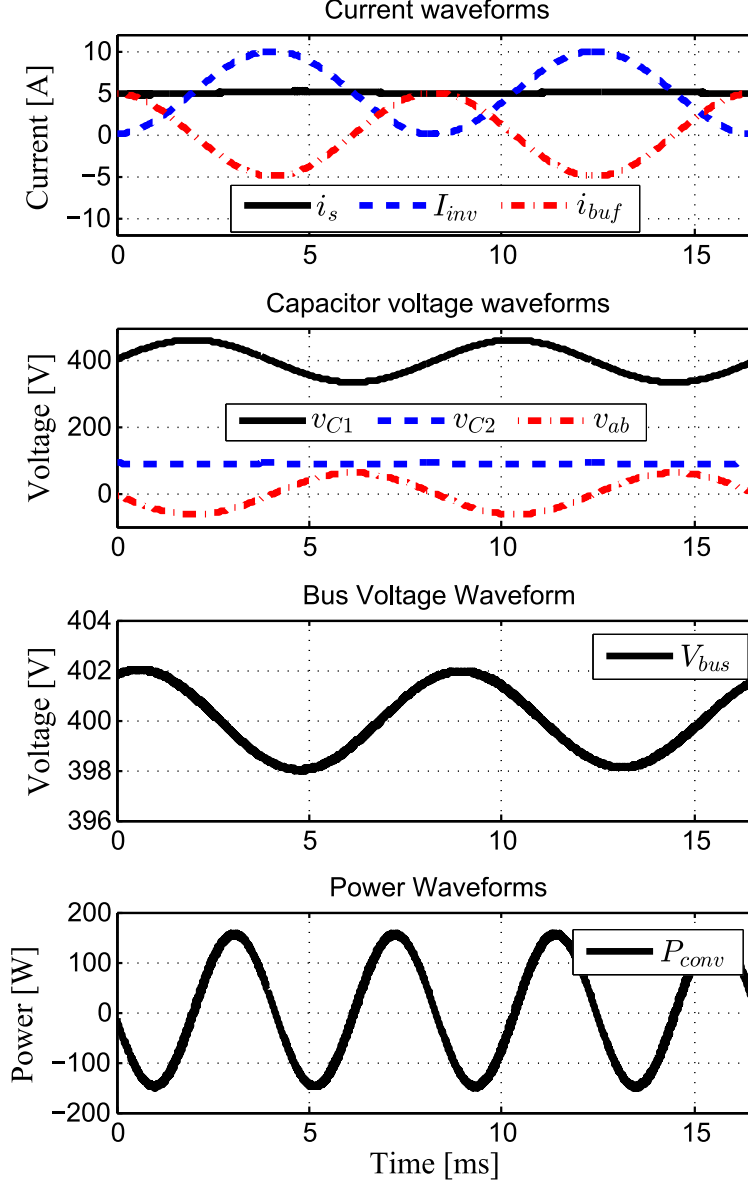 Current waveforms
Current [A]
10
5
0
−5
−10
i_s I_inv i_buf
0 5 10 15
Capacitor voltage waveforms
Voltage [V]
400
200
0
v_C1 v_C2 v_ab
0 5 10 15
Bus Voltage Waveform
Voltage [V]
404
402
400
398
396
V_bus
0 5 10 15
Power Waveforms
Power [W]
200
100
0
−100
−200
P_conv
0 5 10 15
Time [ms]